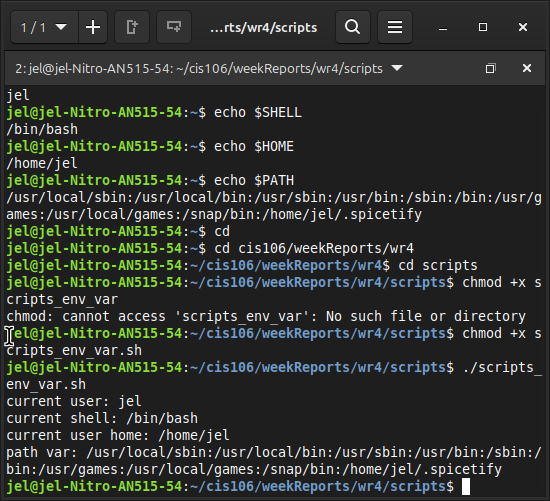 1 / 1
…rts/wr4/scripts
2: jel@jel-Nitro-AN515-54: ~/cis106/weekReports/wr4/scripts
jel
jel@jel-Nitro-AN515-54:~$ echo $SHELL
/bin/bash
jel@jel-Nitro-AN515-54:~$ echo $HOME
/home/jel
jel@jel-Nitro-AN515-54:~$ echo $PATH
/usr/local/sbin:/usr/local/bin:/usr/sbin:/usr/bin:/sbin:/bin:/usr/g
ames:/usr/local/games:/snap/bin:/home/jel/.spicetify
jel@jel-Nitro-AN515-54:~$ cd
jel@jel-Nitro-AN515-54:~$ cd cis106/weekReports/wr4
jel@jel-Nitro-AN515-54:~/cis106/weekReports/wr4$ cd scripts
jel@jel-Nitro-AN515-54:~/cis106/weekReports/wr4/scripts$ chmod +x s
cripts_env_var
chmod: cannot access 'scripts_env_var': No such file or directory
jel@jel-Nitro-AN515-54:~/cis106/weekReports/wr4/scripts$ chmod +x s
cripts_env_var.sh
jel@jel-Nitro-AN515-54:~/cis106/weekReports/wr4/scripts$ ./scripts_
env_var.sh
current user: jel
current shell: /bin/bash
current user home: /home/jel
path var: /usr/local/sbin:/usr/local/bin:/usr/sbin:/usr/bin:/sbin:/
bin:/usr/games:/usr/local/games:/snap/bin:/home/jel/.spicetify
jel@jel-Nitro-AN515-54:~/cis106/weekReports/wr4/scripts$